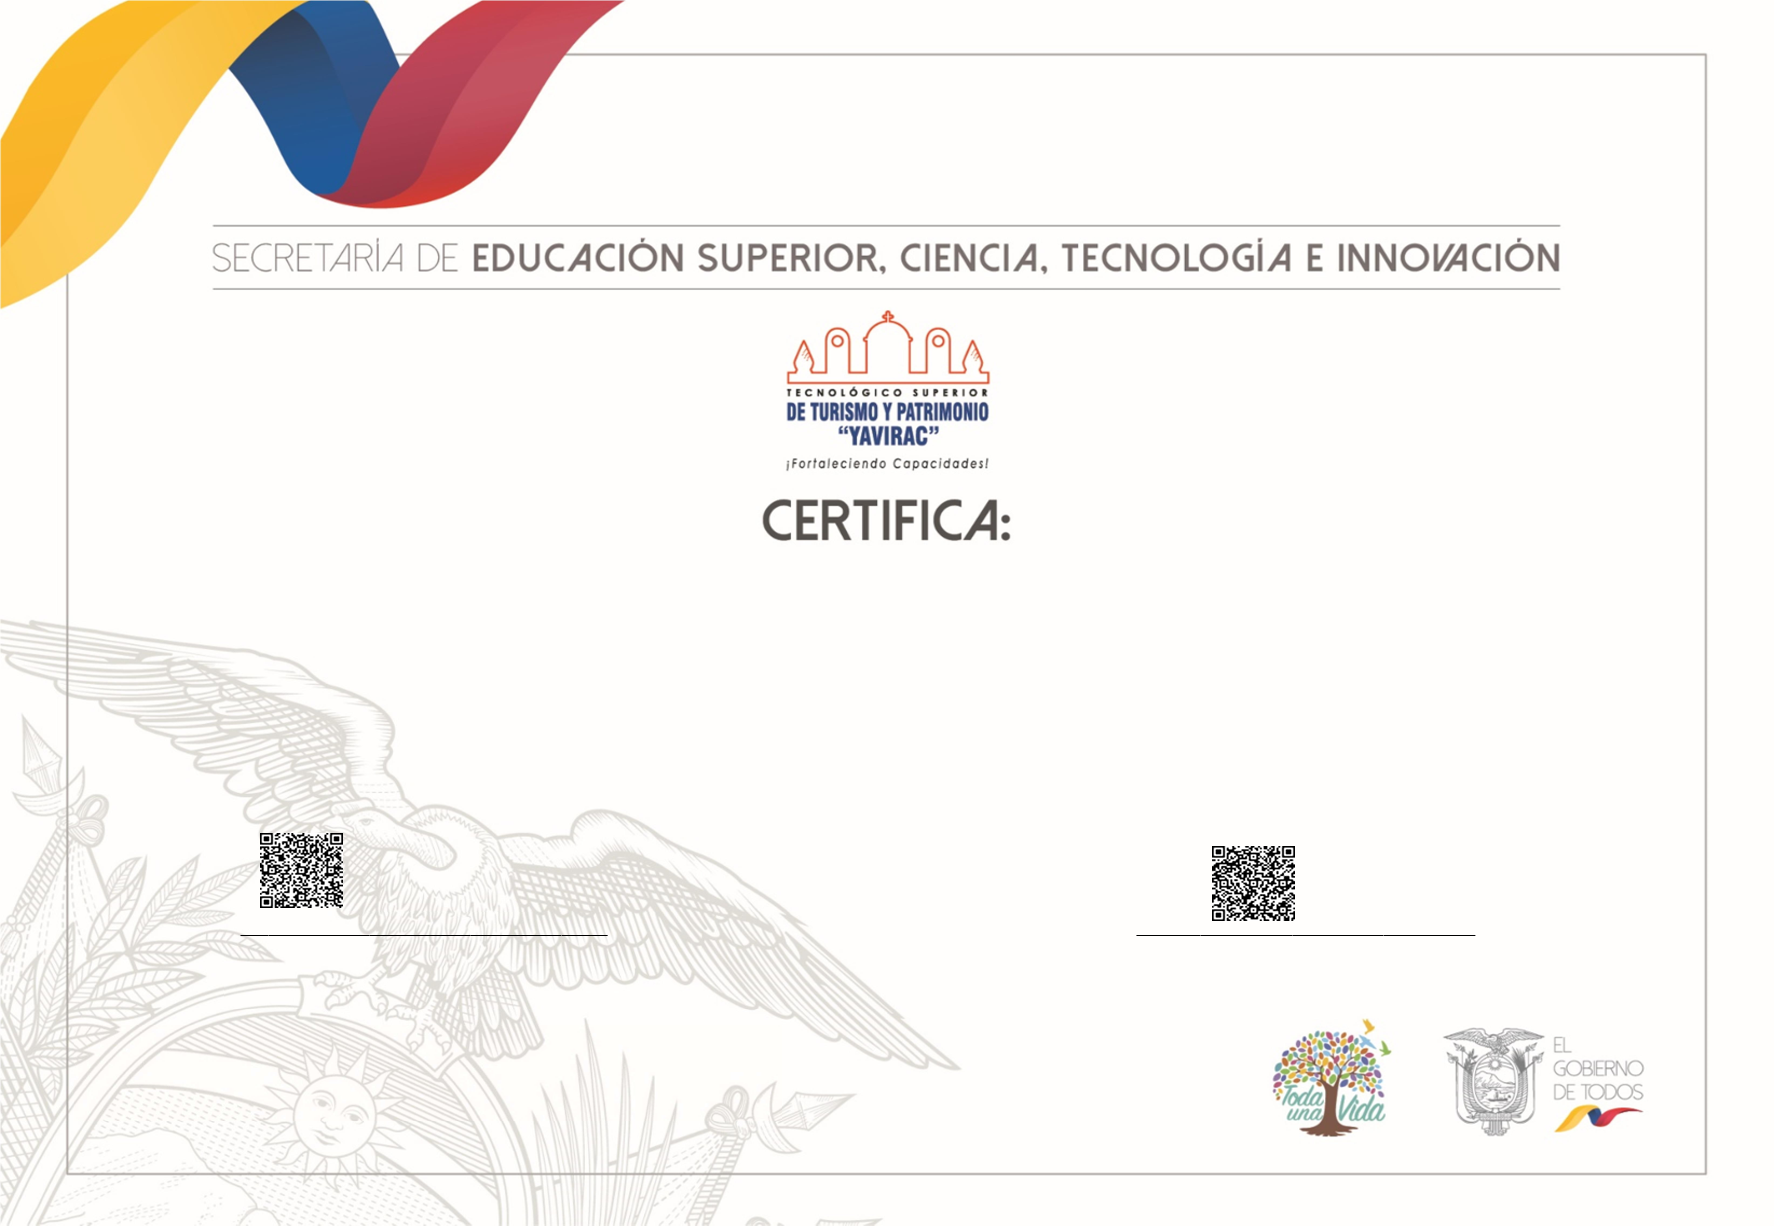 SECRETARÍA DE EDUCACIÓN SUPERIOR, CIENCIA, TECNOLOGÍA E INNOVACIÓN
TECNOLÓGICO SUPERIOR
DE TURISMO Y PATRIMONIO
“YAVIRAC”
¡Fortaleciendo Capacidades!
CERTIFICA:
Toda
una Vida
EL
GOBIERNO
DE TODOS